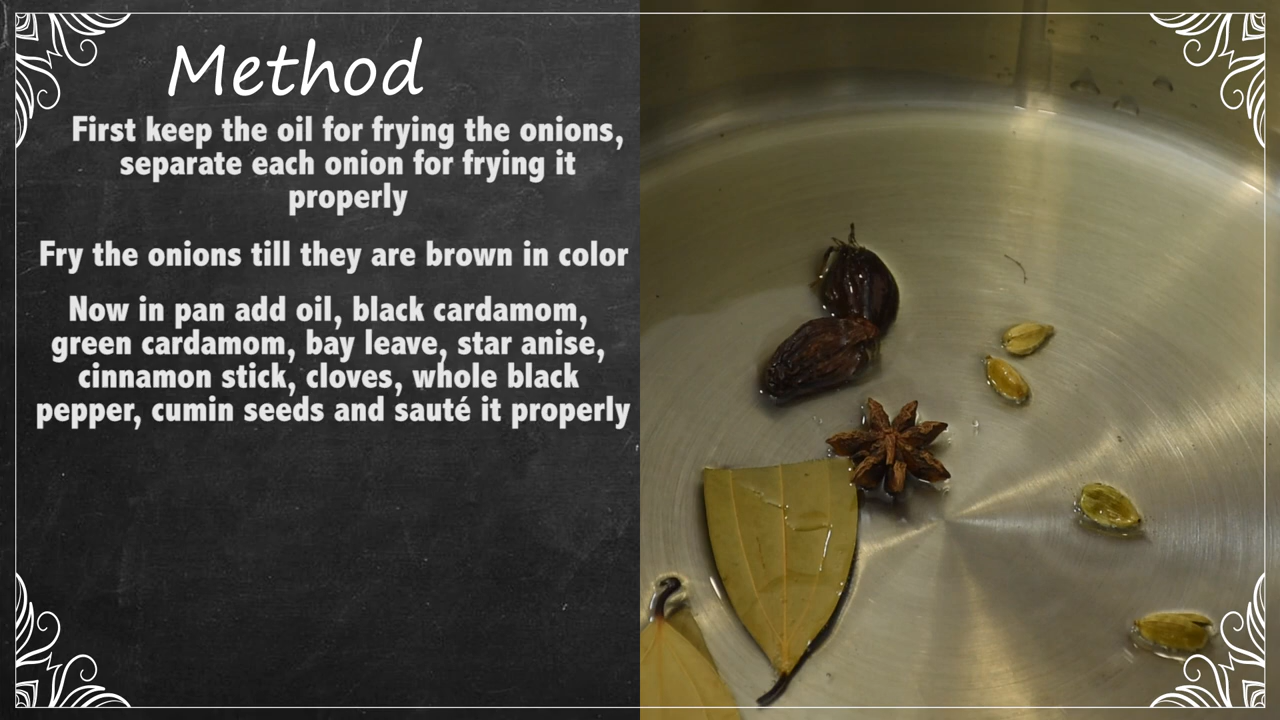 Method
First keep the oil for frying the onions,
separate each onion for frying it
properly
Fry the onions till they are brown in color
Now in pan add oil, black cardamom,
green cardamom, bay leave, star anise,
cinnamon stick, cloves, whole black
pepper, cumin seeds and sauté it properly